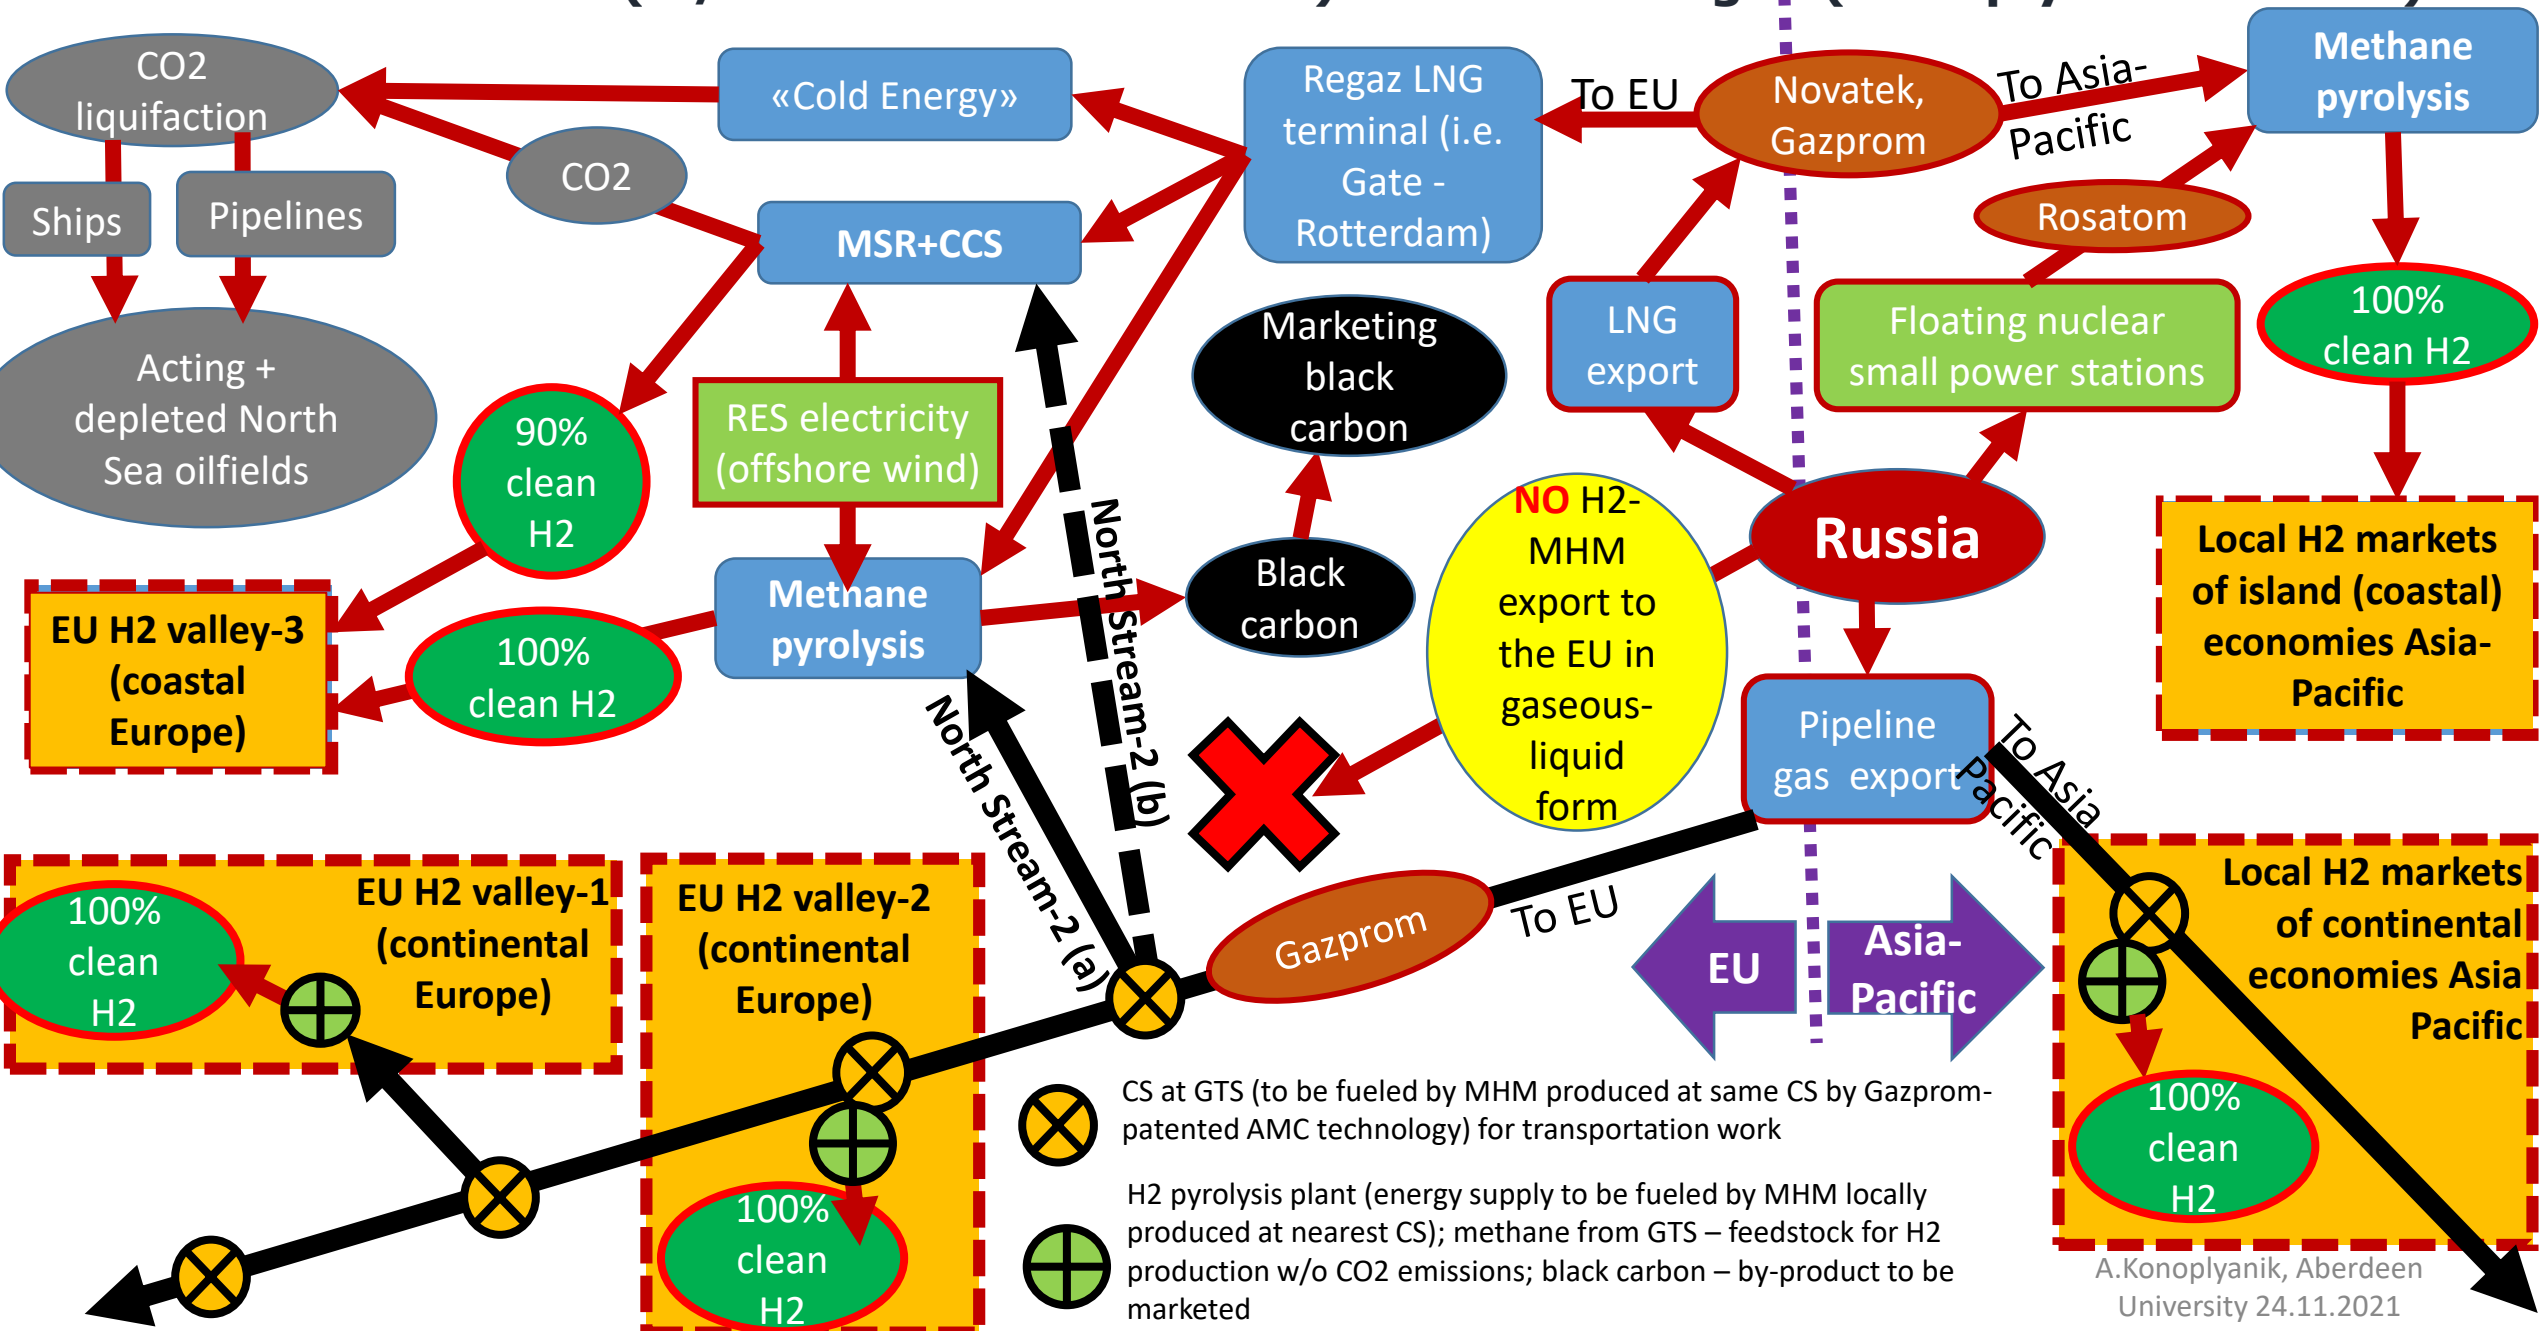 CO2
liquifaction
«Cold Energy»
Regaz LNG
terminal (i.e.
Gate -
Rotterdam)
To EU
Novatek,
Gazprom
To Asia-
Pacific
Methane
pyrolysis
CO2
Ships
Pipelines
MSR+CCS
Rosatom
Acting +
depleted North
Sea oilfields
90%
clean
H2
RES electricity
(offshore wind)
Marketing
black
carbon
LNG
export
Floating nuclear
small power stations
100%
clean H2
NO H2-
MHM
export to
the EU in
gaseous-
liquid
form
Russia
Local H2 markets
of island (coastal)
economies Asia-
Pacific
EU H2 valley-3
(coastal
Europe)
100%
clean H2
Methane
pyrolysis
Black
carbon
North Stream-2 (b)
North Stream-2 (a)
Pipeline
gas export
To Asia
Pacific
EU H2 valley-1
(continental
Europe)
100%
clean
H2
EU H2 valley-2
(continental
Europe)
100%
clean
H2
Gazprom
To EU
EU
Asia-
Pacific
Local H2 markets
of continental
economies Asia
Pacific
100%
clean
H2
CS at GTS (to be fueled by MHM produced at same CS by Gazprom-
patented AMC technology) for transportation work
H2 pyrolysis plant (energy supply to be fueled by MHM locally
produced at nearest CS); methane from GTS – feedstock for H2
production w/o CO2 emissions; black carbon – by-product to be
marketed
A.Konoplyanik, Aberdeen
University 24.11.2021